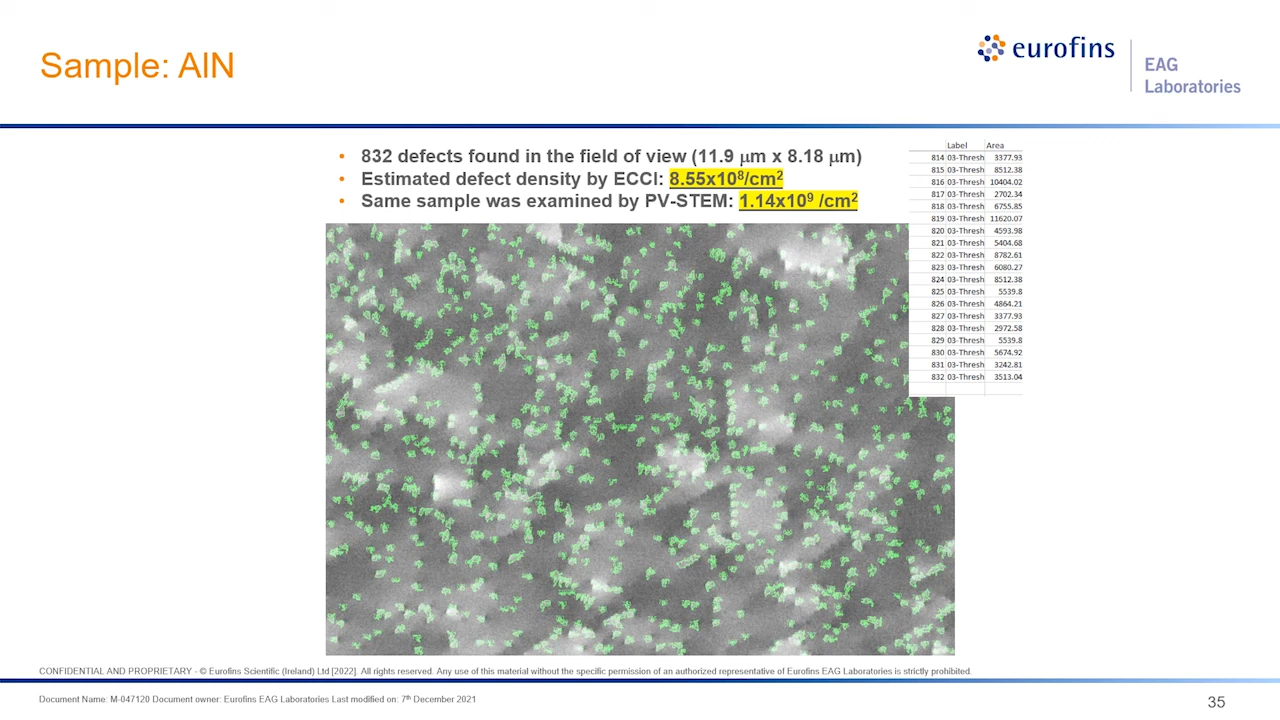 Sample: AlN
eurofins
EAG
Laboratories
• 832 defects found in the field of view (11.9 μm x 8.18 μm)
• Estimated defect density by ECCI: 8.55x10⁸/cm²
• Same sample was examined by PV-STEM: 1.14x10⁹ /cm²
Label Area
814 03-Thresh 3377.93
815 03-Thresh 8512.38
816 03-Thresh 10404.02
817 03-Thresh 2702.34
818 03-Thresh 6755.85
819 03-Thresh 11620.07
820 03-Thresh 4593.98
821 03-Thresh 5404.68
822 03-Thresh 8782.61
823 03-Thresh 6080.27
824 03-Thresh 8512.38
825 03-Thresh 5539.8
826 03-Thresh 4864.21
827 03-Thresh 3377.93
828 03-Thresh 2972.58
829 03-Thresh 5539.8
830 03-Thresh 5674.92
831 03-Thresh 3242.81
832 03-Thresh 3513.04
CONFIDENTIAL AND PROPRIETARY - © Eurofins Scientific (Ireland) Ltd [2022]. All rights reserved. Any use of this material without the specific permission of an authorized representative of Eurofins EAG Laboratories is strictly prohibited.
Document Name: M-047120 Document owner: Eurofins EAG Laboratories Last modified on: 7th December 2021
35